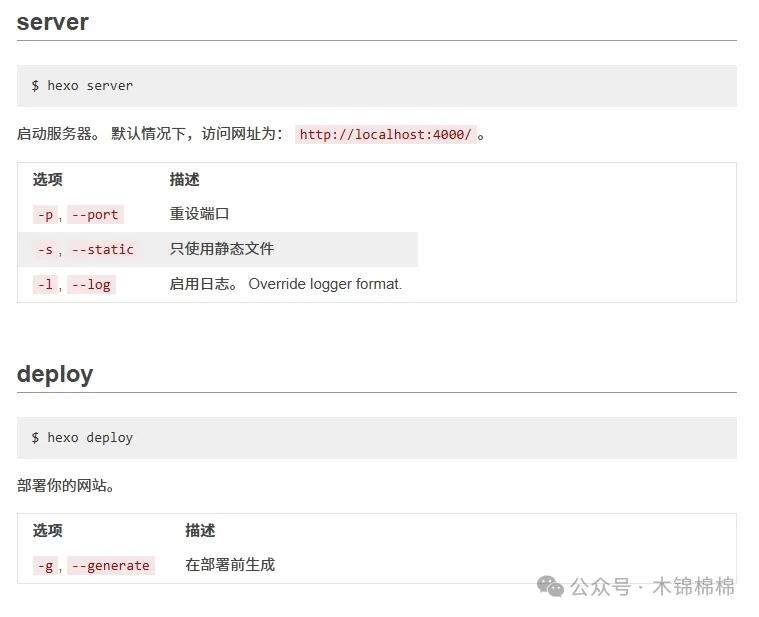 server
$ hexo server
启动服务器。 默认情况下，访问网址为： http://localhost:4000/ 。
选项 描述
-p , --port 重设端口
-s , --static 只使用静态文件
-l , --log 启用日志。 Override logger format.
deploy
$ hexo deploy
部署你的网站。
选项 描述
-g , --generate 在部署前生成
公众号 · 木锦棉棉